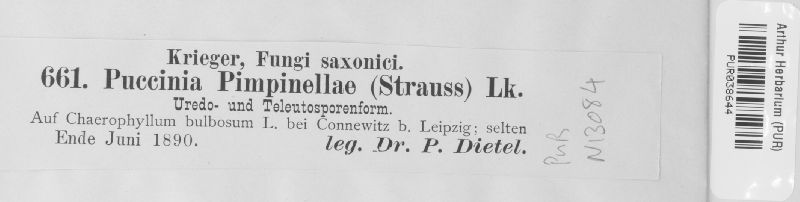 Krieger, Fungi saxonici.
661. Puccinia Pimpinellae (Strauss) Lk.
Uredo- und Teleutosporenform.
Auf Chaerophyllum bulbosum L. bei Connewitz b. Leipzig; selten
Ende Juni 1890.
leg. Dr. P. Dietel.
PUR
N13084
Arthur Herbarium (PUR)
PUR038644